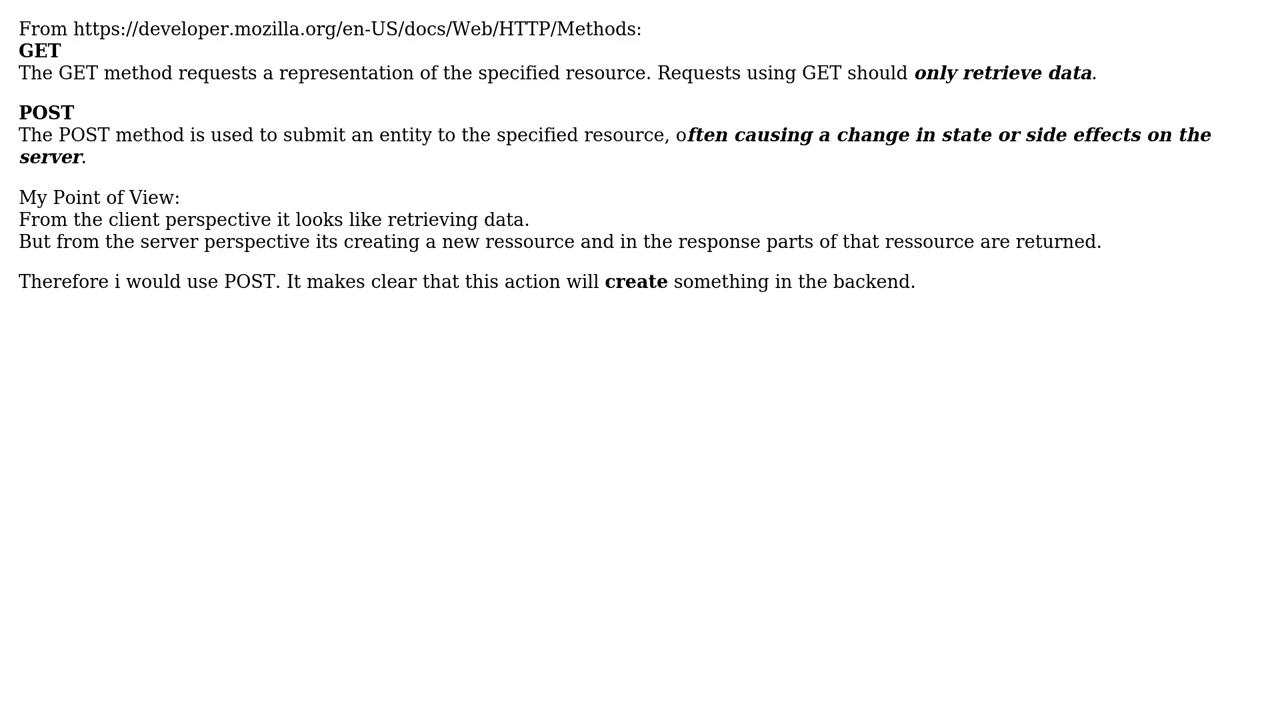 From https://developer.mozilla.org/en-US/docs/Web/HTTP/Methods:
GET
The GET method requests a representation of the specified resource. Requests using GET should only retrieve data.
POST
The POST method is used to submit an entity to the specified resource, often causing a change in state or side effects on the
server.
My Point of View:
From the client perspective it looks like retrieving data.
But from the server perspective its creating a new ressource and in the response parts of that ressource are returned.
Therefore i would use POST. It makes clear that this action will create something in the backend.